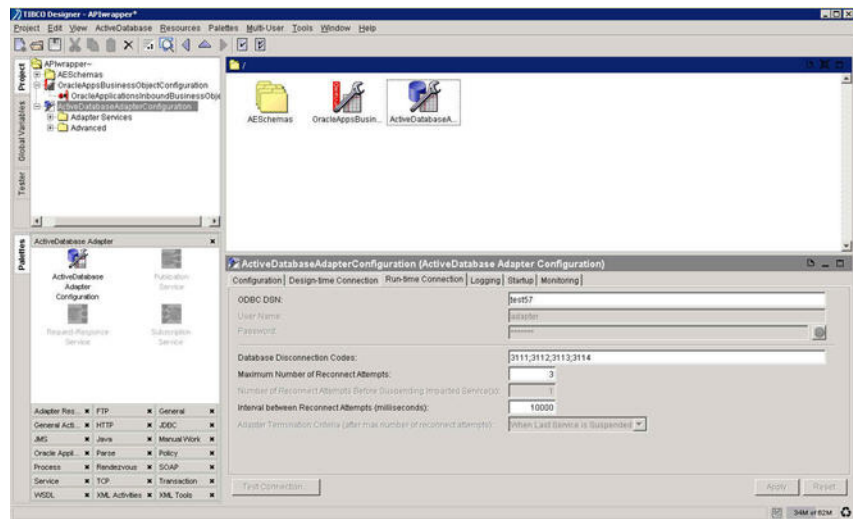 TIBCO Designer - APIwrapper*
Project Edit View ActiveDatabase Resources Palettes Multi-User Tools Window Help
Project
Global Variables
Tester
APIwrapper~
AESchemas
OracleAppsBusinessObjectConfiguration
OracleApplicationsInboundBusinessObje
ActiveDatabaseAdapterConfiguration
Adapter Services
Advanced
/
AESchemas
OracleAppsBusin...
ActiveDatabaseA...
Palettes
ActiveDatabase Adapter
ActiveDatabase Adapter Configuration
Publication Service
Request-Response Service
Subscription Service
Adapter Res... FTP General
General Acti... HTTP JDBC
JMS Java Manual Work
Oracle Appl... Parse Policy
Process Rendezvous SOAP
Service TCP Transaction
WSDL XML Activities XML Tools
ActiveDatabaseAdapterConfiguration (ActiveDatabase Adapter Configuration)
Configuration Design-time Connection Run-time Connection Logging Startup Monitoring
ODBC DSN: test57
User Name: adapter
Password: *******
Database Disconnection Codes: 3111;3112;3113;3114
Maximum Number of Reconnect Attempts: 3
Number of Reconnect Attempts Before Suspending Impacted Service(s):
Interval between Reconnect Attempts (milliseconds): 10000
Adapter Termination Criteria (after max number of reconnect attempts): When Last Service is Suspended
Test Connection... Apply Reset
34M of 62M